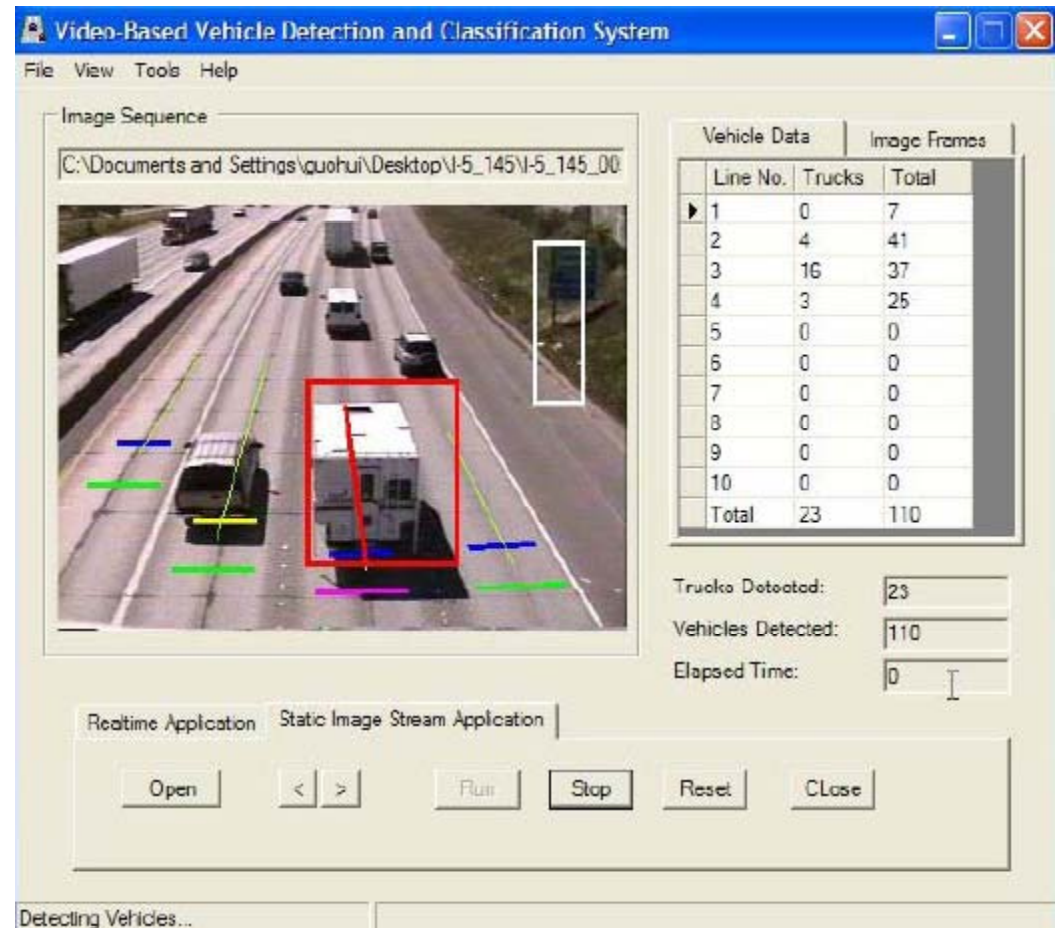 Video-Based Vehicle Detection and Classification System
File View Tools Help
Image Sequence
C:\Documents and Settings\guohui\Desktop\I-5_145\I-5_145_00
Vehicle Data Image Frames
Line No. Trucks Total
1 0 7
2 4 41
3 16 37
4 3 25
5 0 0
6 0 0
7 0 0
8 0 0
9 0 0
10 0 0
Total 23 110
Trucks Detected: 23
Vehicles Detected: 110
Elapsed Time: 0
Realtime Application Static Image Stream Application
Open < > Run Stop Reset CLose
Detecting Vehicles...